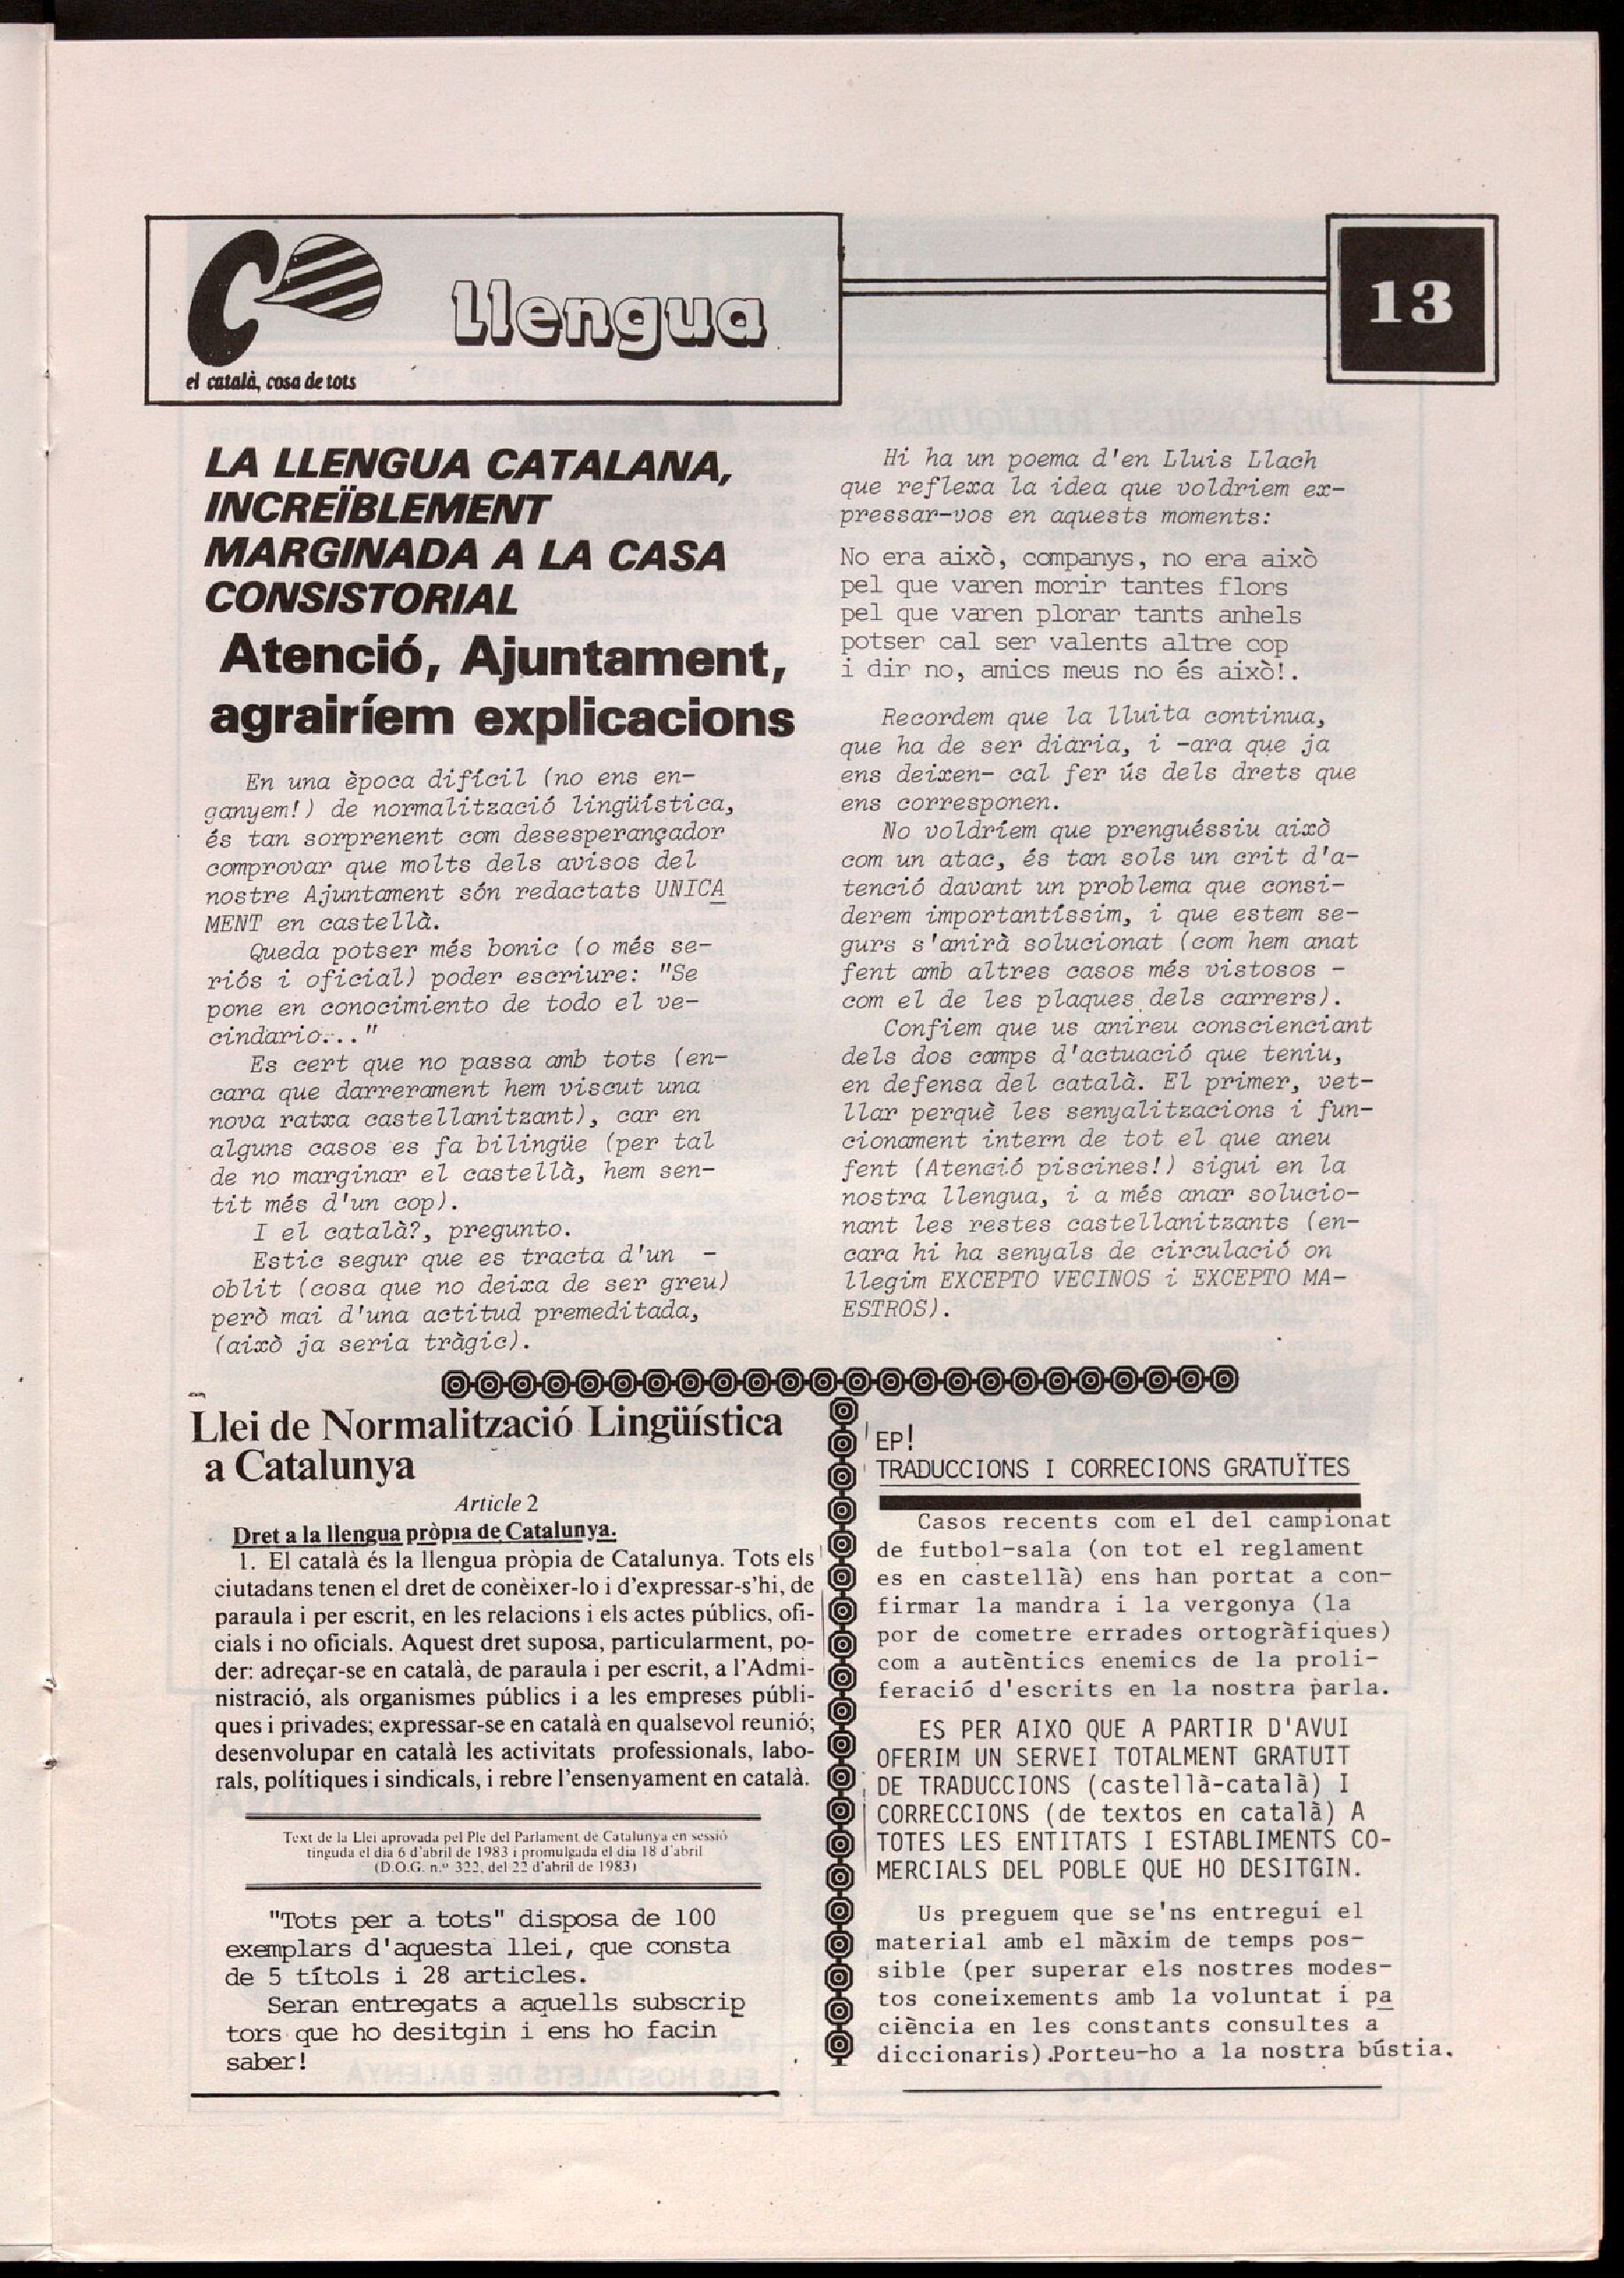 llengua
el català, cosa de tots
13
LA LLENGUA CATALANA,
INCREÏBLEMENT
MARGINADA A LA CASA
CONSISTORIAL
Atenció, Ajuntament,
agrairíem explicacions
En una època difícil (no ens en-
ganyem!) de normalització lingüística,
és tan sorprenent com desesperançador
comprovar que molts dels avisos del
nostre Ajuntament són redactats UNICA
MENT en castellà.
Queda potser més bonic (o més se-
riós i oficial) poder escriure: "Se
pone en conocimiento de todo el ve-
cindario..."
Es cert que no passa amb tots (en-
cara que darrerament hem viscut una
nova ratxa castellanitzant), car en
alguns casos es fa bilingüe (per tal
de no marginar el castellà, hem sen-
tit més d'un cop).
I el català?, pregunto.
Estic segur que es tracta d'un -
oblit (cosa que no deixa de ser greu)
però mai d'una actitud premeditada,
(això ja seria tràgic).
Hi ha un poema d'en Lluis Llach
que reflexa la idea que voldriem ex-
pressar-vos en aquests moments:
No era això, companys, no era això
pel que varen morir tantes flors
pel que varen plorar tants anhels
potser cal ser valents altre cop
i dir no, amics meus no és això!.
Recordem que la lluita continua,
que ha de ser diària, i -ara que ja
ens deixen- cal fer ús dels drets que
ens corresponen.
No voldríem que prenguéssiu això
com un atac, és tan sols un crit d'a-
tenció davant un problema que consi-
derem importantíssim, i que estem se-
gurs s'anirà solucionat (com hem anat
fent amb altres casos més vistosos -
com el de les plaques dels carrers).
Confiem que us anireu conscienciant
dels dos camps d'actuació que teniu,
en defensa del català. El primer, vet-
llar perquè les senyalitzacions i fun-
cionament intern de tot el que aneu
fent (Atenció piscines!) sigui en la
nostra llengua, i a més anar solucio-
nant les restes castellanitzants (en-
cara hi ha senyals de circulació on
llegim EXCEPTO VECINOS i EXCEPTO MA-
ESTROS).
Llei de Normalització Lingüística
a Catalunya
Article 2
Dret a la llengua pròpia de Catalunya.
1. El català és la llengua pròpia de Catalunya. Tots els
ciutadans tenen el dret de conèixer-lo i d'expressar-s'hi, de
paraula i per escrit, en les relacions i els actes públics, ofi-
cials i no oficials. Aquest dret suposa, particularment, po-
der: adreçar-se en català, de paraula i per escrit, a l'Admi-
nistració, als organismes públics i a les empreses públi-
ques i privades; expressar-se en català en qualsevol reunió;
desenvolupar en català les activitats professionals, labo-
rals, polítiques i sindicals, i rebre l'ensenyament en català.
Text de la Llei aprovada pel Ple del Parlament de Catalunya en sessió
tinguda el dia 6 d'abril de 1983 i promulgada el dia 18 d'abril
(D.O.G. n.º 322, del 22 d'abril de 1983)
"Tots per a tots" disposa de 100
exemplars d'aquesta llei, que consta
de 5 títols i 28 articles.
Seran entregats a aquells subscrip
tors que ho desitgin i ens ho facin
saber!
EP!
TRADUCCIONS I CORRECIONS GRATUÏTES
Casos recents com el del campionat
de futbol-sala (on tot el reglament
es en castellà) ens han portat a con-
firmar la mandra i la vergonya (la
por de cometre errades ortogràfiques)
com a autèntics enemics de la proli-
feració d'escrits en la nostra parla.
ES PER AIXO QUE A PARTIR D'AVUI
OFERIM UN SERVEI TOTALMENT GRATUIT
DE TRADUCCIONS (castellà-català) I
CORRECCIONS (de textos en català) A
TOTES LES ENTITATS I ESTABLIMENTS CO-
MERCIALS DEL POBLE QUE HO DESITGIN.
Us preguem que se'ns entregui el
material amb el màxim de temps pos-
sible (per superar els nostres modes-
tos coneixements amb la voluntat i pa
ciència en les constants consultes a
diccionaris).Porteu-ho a la nostra bústia.